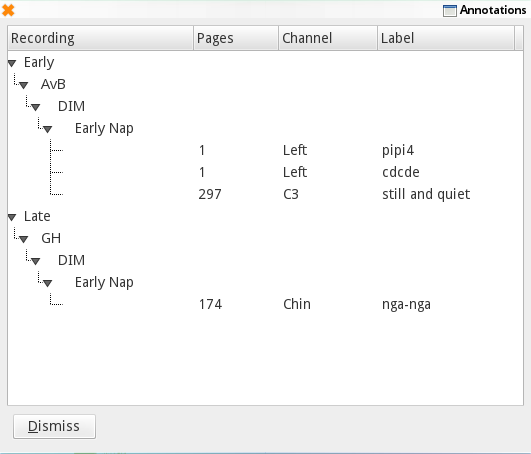 Annotations
Recording Pages Channel Label
Early
AvB
DIM
Early Nap
1 Left pipi4
1 Left cdcde
297 C3 still and quiet
Late
GH
DIM
Early Nap
174 Chin nga-nga
Dismiss